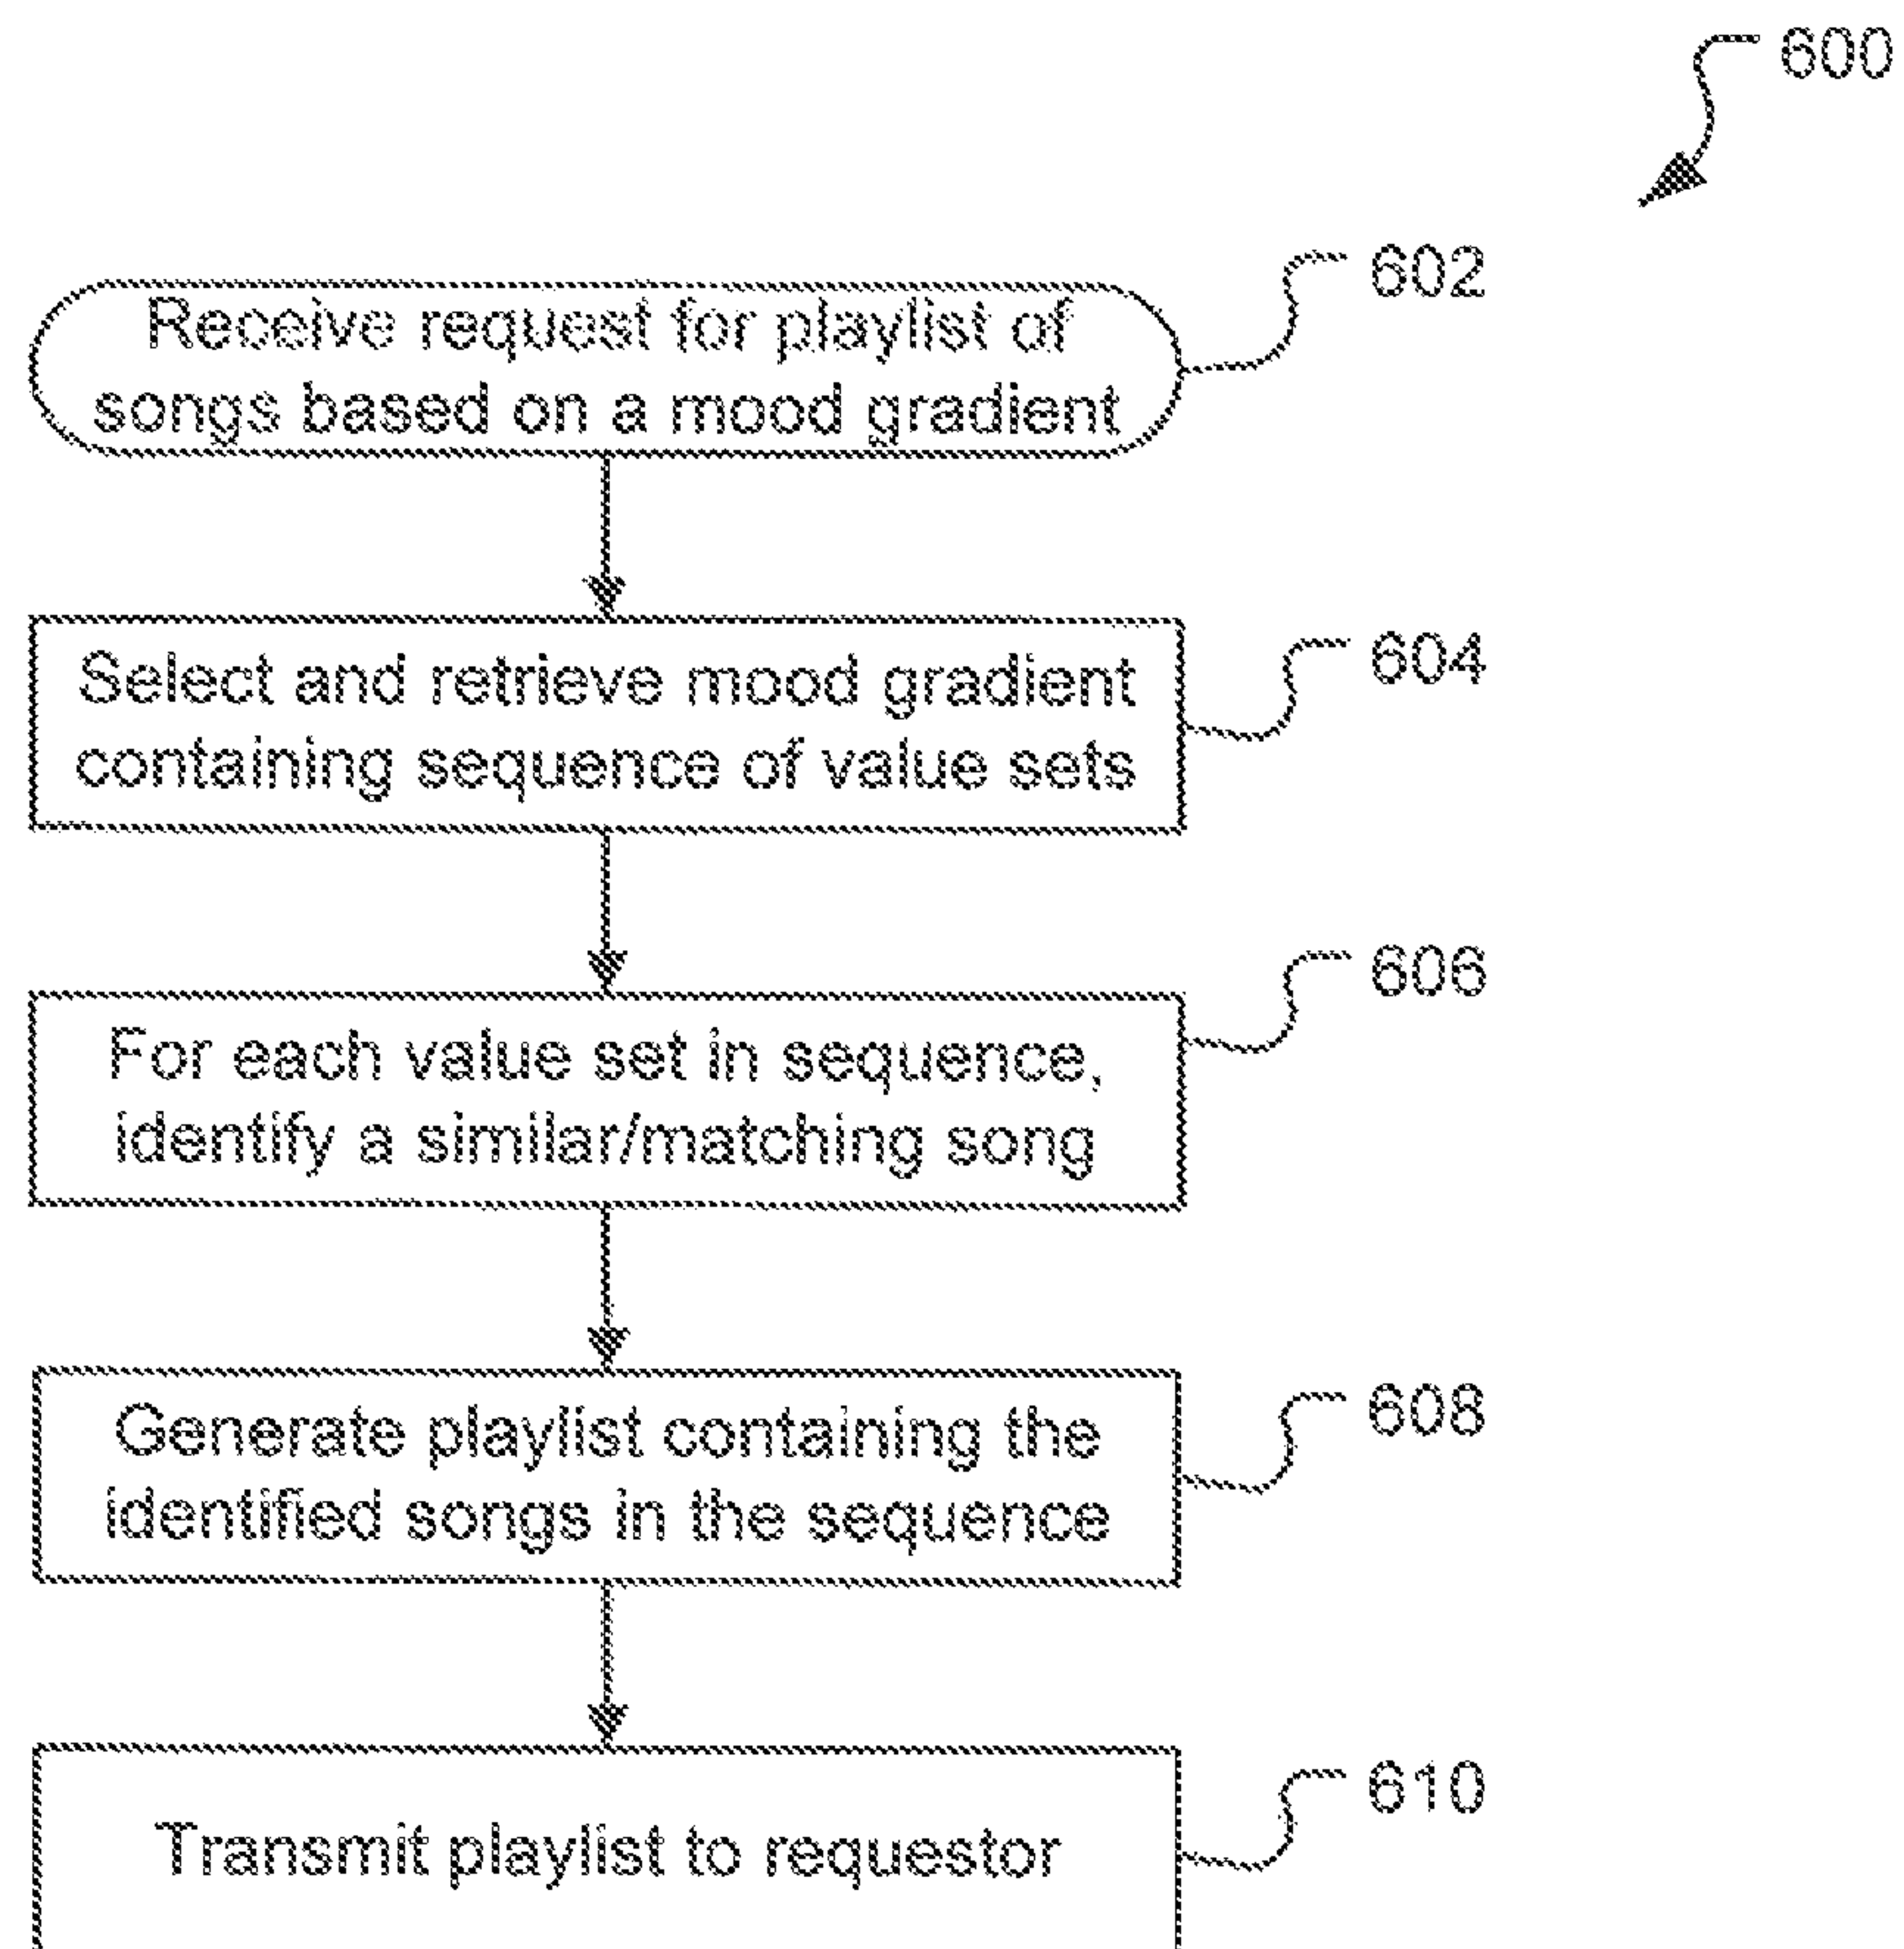 600
602
Receive request for playlist of
songs based on a mood gradient
604
Select and retrieve mood gradient
containing sequence of value sets
606
For each value set in sequence,
identify a similar/matching song
608
Generate playlist containing the
identified songs in the sequence
610
Transmit playlist to requestor